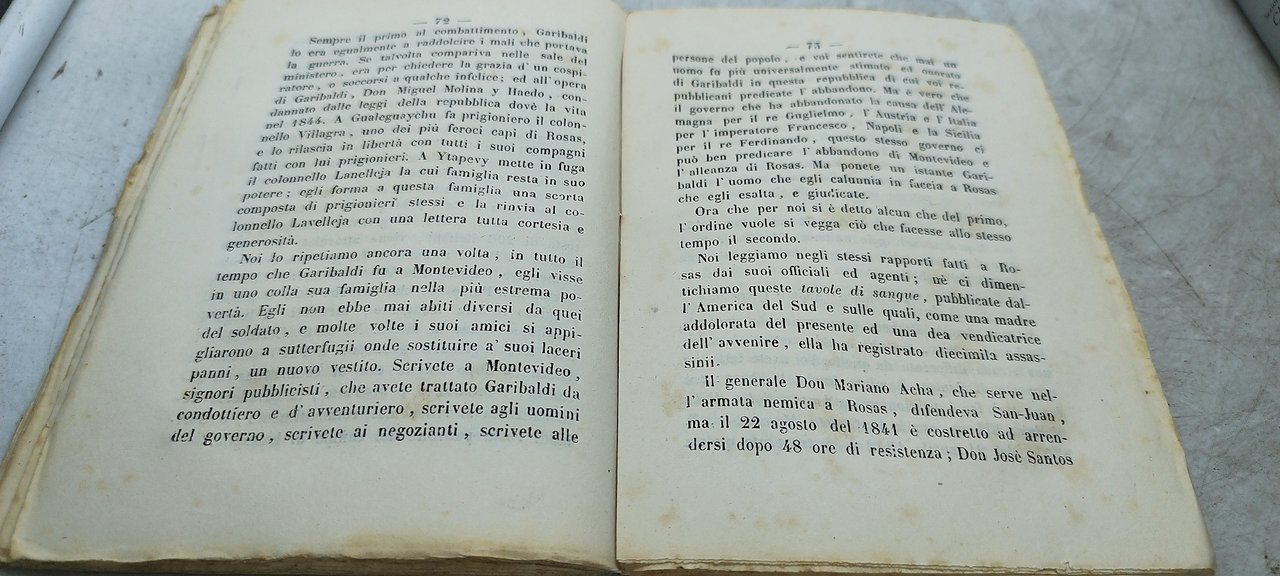 — 72 —
Sempre il primo al combattimento, Garibaldi
lo era egualmente a raddolcire i mali che portava
la guerra. Se talvolta compariva nelle sale del
ministero, era per chiedere la grazia d' un cospi-
ratore, o soccorsi a qualche infelice; ed all' opera
di Garibaldi, Don Miguel Molina y Haedo, con-
dannato dalle leggi della repubblica dovè la vita
nel 1844. A Gualeguaychu fa prigioniero il colon-
nello Villagra, uno dei più feroci capi di Rosas,
e lo rilascia in libertà con tutti i suoi compagni
fatti con lui prigionieri. A Ytapevy mette in fuga
il colonnello Lanelleja la cui famiglia resta in suo
potere; egli forma a questa famiglia una scorta
composta di prigionieri stessi e la rinvia al co-
lonnello Lavelleja con una lettera tutta cortesia e
generosità.
Noi lo ripetiamo ancora una volta, in tutto il
tempo che Garibaldi fu a Montevideo, egli visse
in uno colla sua famiglia nella più estrema po-
vertà. Egli non ebbe mai abiti diversi da quei
del soldato, e molte volte i suoi amici si appi-
gliarono a sutterfugii onde sostituire a' suoi laceri
panni, un nuovo vestito. Scrivete a Montevideo,
signori pubblicisti, che avete trattato Garibaldi da
condottiero e d' avventuriero, scrivete agli uomini
del governo, scrivete ai negozianti, scrivete alle
— 73 —
persone del popolo, e voi sentirete che mai un
uomo fu più universalmente stimato ed onorato
di Garibaldi in questa repubblica di cui voi re-
pubblicani predicate l' abbandono. Ma è vero che
il governo che ha abbandonato la causa dell' Ale-
magna per il re Guglielmo, l' Austria e l' Italia
per l' imperatore Francesco, Napoli e la Sicilia
per il re Ferdinando, questo stesso governo ci
può ben predicare l' abbandono di Montevideo e
l' alleanza di Rosas. Ma ponete un istante Gari-
baldi l' uomo che egli calunnia in faccia a Rosas
che egli esalta, e giudicate.
Ora che per noi si è detto alcun che del primo,
l' ordine vuole si vegga ciò che facesse allo stesso
tempo il secondo.
Noi leggiamo negli stessi rapporti fatti a Ro-
sas dai suoi officiali ed agenti; nè ci dimen-
tichiamo queste tavole di sangue, pubblicate dal-
l' America del Sud e sulle quali, come una madre
addolorata del presente ed una dea vendicatrice
dell' avvenire, ella ha registrato diecimila assas-
sinii.
Il generale Don Mariano Acha, che serve nel-
l' armata nemica a Rosas, difendeva San-Juan,
ma il 22 agosto del 1841 è costretto ad arren-
dersi dopo 48 ore di resistenza; Don Josè Santos